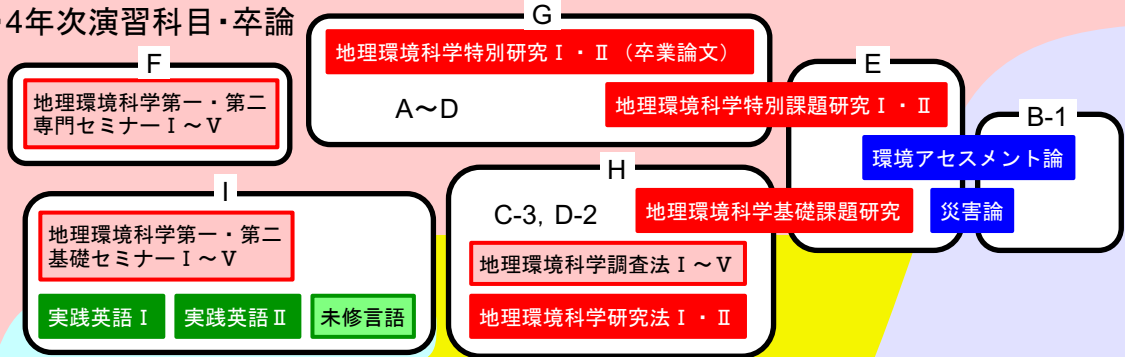 4年次演習科目・卒論
G
地理環境科学特別研究Ⅰ・Ⅱ（卒業論文）
A～D
地理環境科学特別課題研究Ⅰ・Ⅱ
F
地理環境科学第一・第二
専門セミナーⅠ～Ⅴ
E
B-1
環境アセスメント論
災害論
H
C-3, D-2
地理環境科学基礎課題研究
地理環境科学調査法Ⅰ～Ⅴ
地理環境科学研究法Ⅰ・Ⅱ
I
地理環境科学第一・第二
基礎セミナーⅠ～Ⅴ
実践英語Ⅰ
実践英語Ⅱ
未修言語